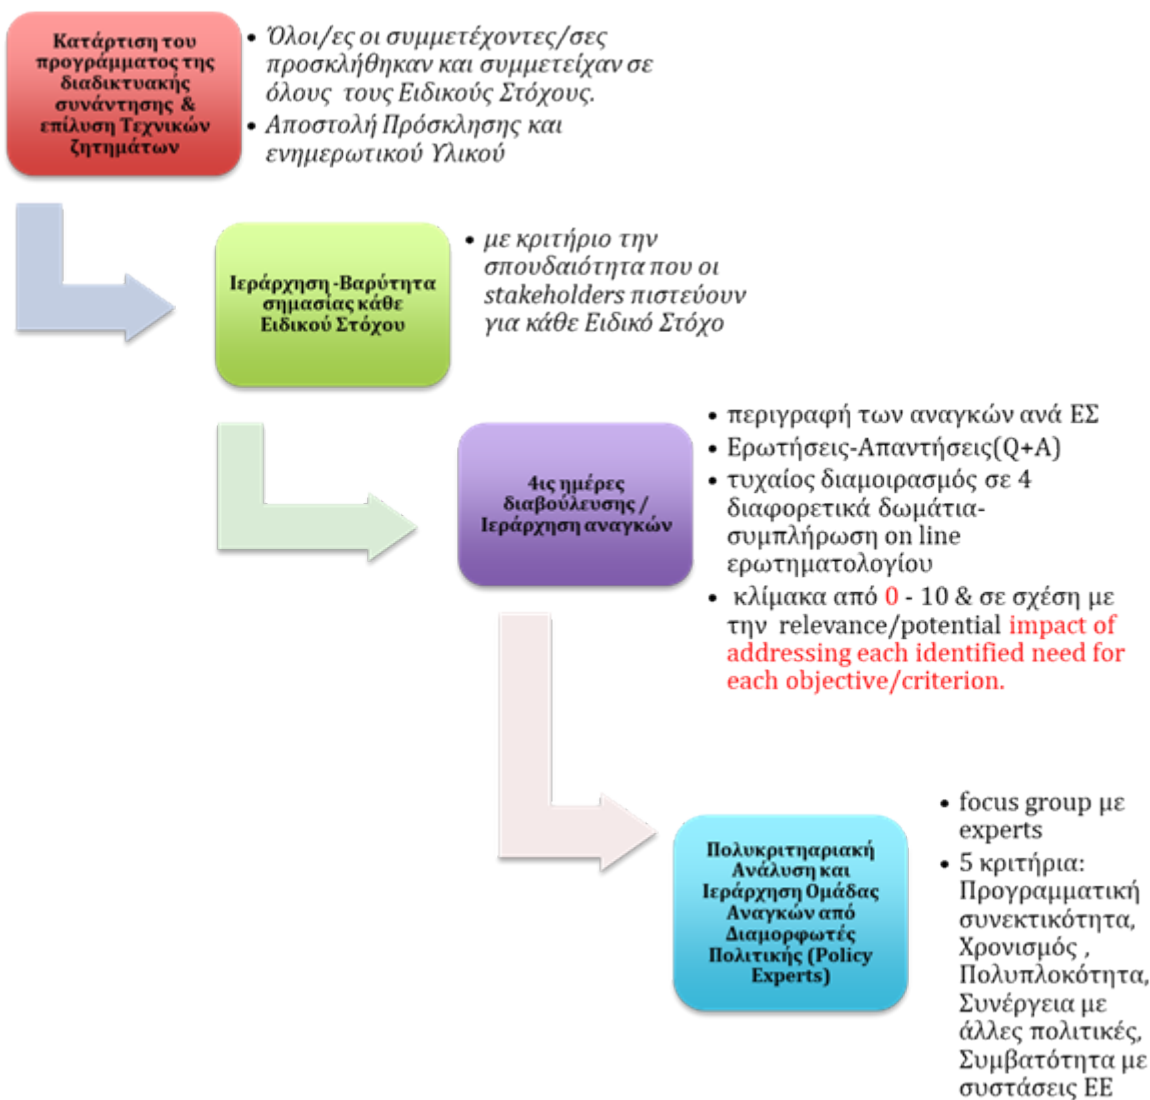 Κατάρτιση του
προγράμματος της
διαδικτυακής
συνάντησης &
επίλυση Τεχνικών
ζητημάτων
• Όλοι/ες οι συμμετέχοντες/σες
προσκλήθηκαν και συμμετείχαν σε
όλους τους Ειδικούς Στόχους.
• Αποστολή Πρόσκλησης και
ενημερωτικού Υλικού
Ιεράρχηση -Βαρύτητα
σημασίας κάθε
Ειδικού Στόχου
• με κριτήριο την
σπουδαιότητα που οι
stakeholders πιστεύουν
για κάθε Ειδικό Στόχο
4ις ημέρες
διαβούλευσης /
Ιεράρχηση αναγκών
• περιγραφή των αναγκών ανά ΕΣ
• Ερωτήσεις-Απαντήσεις(Q+A)
• τυχαίος διαμοιρασμός σε 4
διαφορετικά δωμάτια-
συμπλήρωση on line
ερωτηματολογίου
• κλίμακα από 0 - 10 & σε σχέση με
την relevance/potential impact of
addressing each identified need for
each objective/criterion.
Πολυκριτηαριακή
Ανάλυση και
Ιεράρχηση Ομάδας
Αναγκών από
Διαμορφωτές
Πολιτικής (Policy
Experts)
• focus group με
experts
• 5 κριτήρια:
Προγραμματική
συνεκτικότητα,
Χρονισμός ,
Πολυπλοκότητα,
Συνέργεια με
άλλες πολιτικές,
Συμβατότητα με
συστάσεις ΕΕ